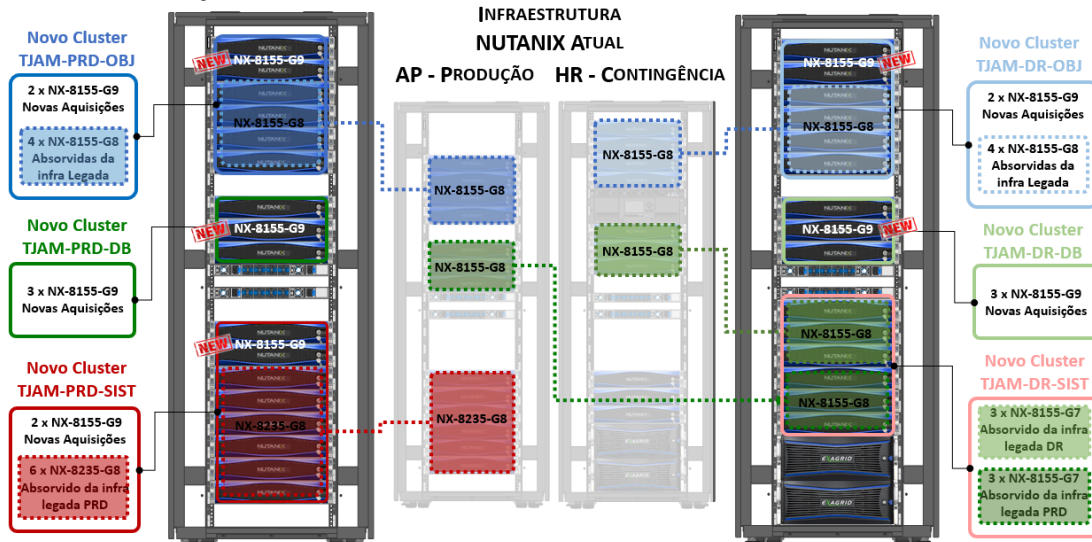 INFRAESTRUTURA
NUTANIX ATUAL
AP - PRODUÇÃO
HR - CONTINGÊNCIA
Novo Cluster
TJAM-PRD-OBJ
2 x NX-8155-G9
Novas Aquisições
4 x NX-8155-G8
Absorvidas da
infra Legada
Novo Cluster
TJAM-PRD-DB
3 x NX-8155-G9
Novas Aquisições
Novo Cluster
TJAM-PRD-SIST
2 x NX-8155-G9
Novas Aquisições
6 x NX-8235-G8
Absorvido da infra
legada PRD
NUTANIX
NEW
NX-8155-G9
NX-8155-G8
NUTANIX
NEW
NX-8155-G9
NEW
NX-8155-G9
NUTANIX
NX-8235-G8
NUTANIX
NUTANIX
NX-8155-G8
NX-8155-G8
NX-8235-G8
NX-8155-G8
NX-8155-G8
EXAGRID
NUTANIX
NX-8155-G9
NEW
NX-8155-G8
NUTANIX
NX-8155-G9
NEW
NX-8155-G8
NX-8155-G8
EXAGRID
EXAGRID
Novo Cluster
TJAM-DR-OBJ
2 x NX-8155-G9
Novas Aquisições
4 x NX-8155-G8
Absorvidas da
infra Legada
Novo Cluster
TJAM-DR-DB
3 x NX-8155-G9
Novas Aquisições
Novo Cluster
TJAM-DR-SIST
3 x NX-8155-G7
Absorvido da infra
legada DR
3 x NX-8155-G7
Absorvido da infra
legada PRD